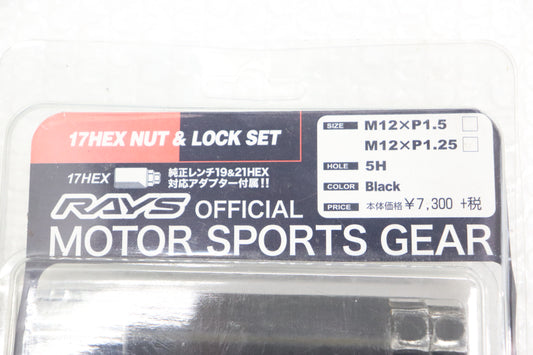 17HEX NUT & LOCK SET
17HEX 純正レンチ19&21HEX
対応アダプター付属!!
RAYS OFFICIAL
MOTOR SPORTS GEAR
SIZE M12×P1.5
M12×P1.25
HOLE 5H
COLOR Black
PRICE 本体価格 ¥7,300 +税